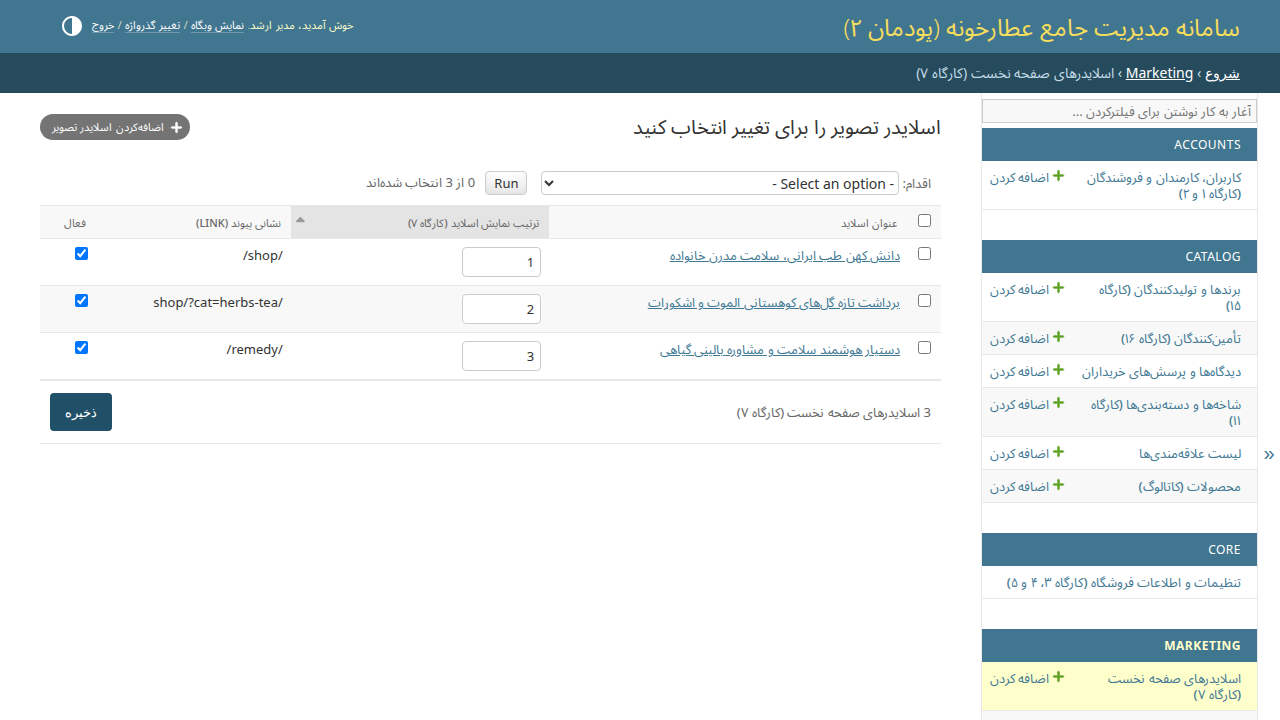 سامانه مدیریت جامع عطارخونه (پودمان ۲)
خوش آمدید، مدیر ارشد. نمایش وبگاه / تغییر گذرواژه / خروج
شروع › Marketing › اسلایدرهای صفحه نخست (کارگاه ۷)
آغار به کار نوشتن برای فیلترکردن ...
ACCOUNTS
کاربران، کارمندان و فروشندگان (کارگاه ۱ و ۲)
اضافه کردن
CATALOG
برندها و تولیدکنندگان (کارگاه ۱۵)
اضافه کردن
تأمین‌کنندگان (کارگاه ۱۶)
اضافه کردن
دیدگاه‌ها و پرسش‌های خریداران
اضافه کردن
شاخه‌ها و دسته‌بندی‌ها (کارگاه ۱۱)
اضافه کردن
لیست علاقه‌مندی‌ها
اضافه کردن
محصولات (کاتالوگ)
اضافه کردن
CORE
تنظیمات و اطلاعات فروشگاه (کارگاه ۳، ۴ و ۵)
MARKETING
اسلایدرهای صفحه نخست (کارگاه ۷)
اضافه کردن
»
اسلایدر تصویر را برای تغییر انتخاب کنید
اضافه‌کردن اسلایدر تصویر
اقدام: - Select an option - Run 0 از 3 انتخاب شده‌اند
عنوان اسلاید ترتیب نمایش اسلاید (کارگاه ۷) نشانی پیوند (LINK) فعال
دانش کهن طب ایرانی، سلامت مدرن خانواده 1 /shop/
برداشت تازه گل‌های کوهستانی الموت و اشکورات 2 shop/?cat=herbs-tea/
دستیار هوشمند سلامت و مشاوره بالینی گیاهی 3 /remedy/
3 اسلایدرهای صفحه نخست (کارگاه ۷)
ذخیره